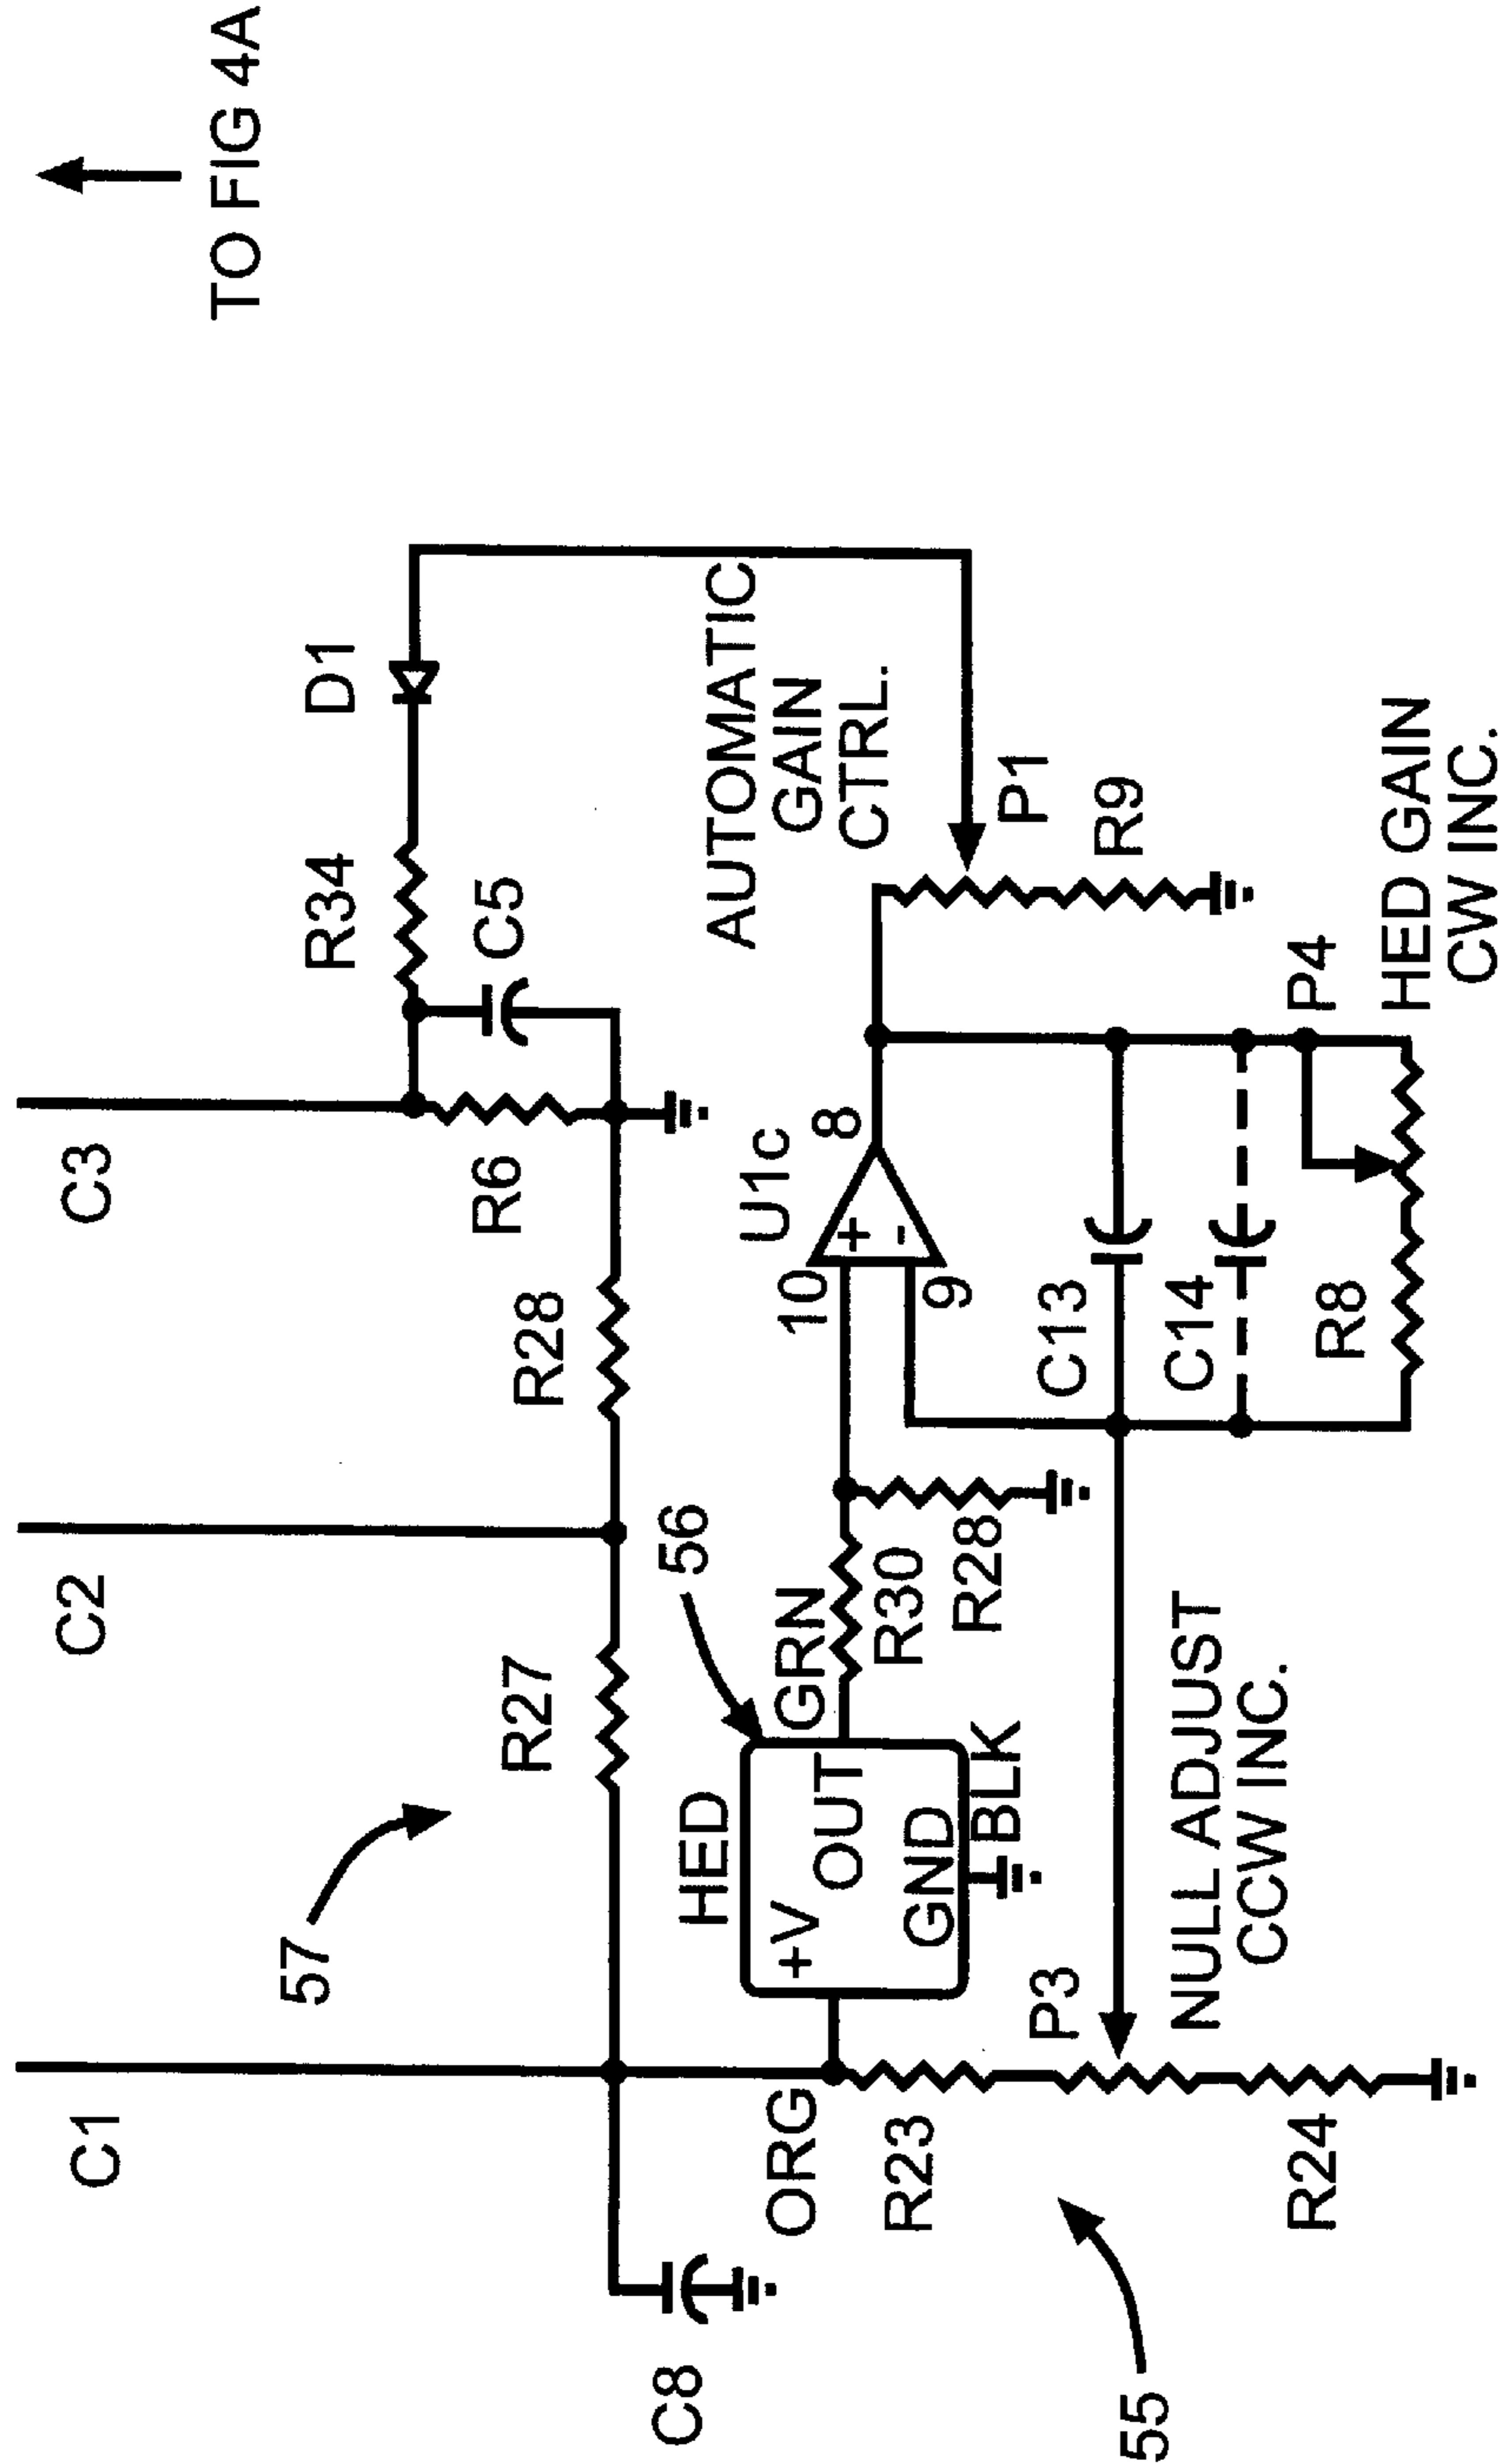 TO FIG 4A
C1
C2
C3
57
R27
R28
R6
R34
D1
C5
C8
HED
56
+V
OUT
GND
GRN
BLK
ORG
R30
R28
10
9
U1c
8
+
-
AUTOMATIC
GAIN
CTRL.
P1
R9
R23
P3
R24
55
NULL ADJUST
CCW INC.
C13
C14
R8
P4
HED GAIN
CW INC.